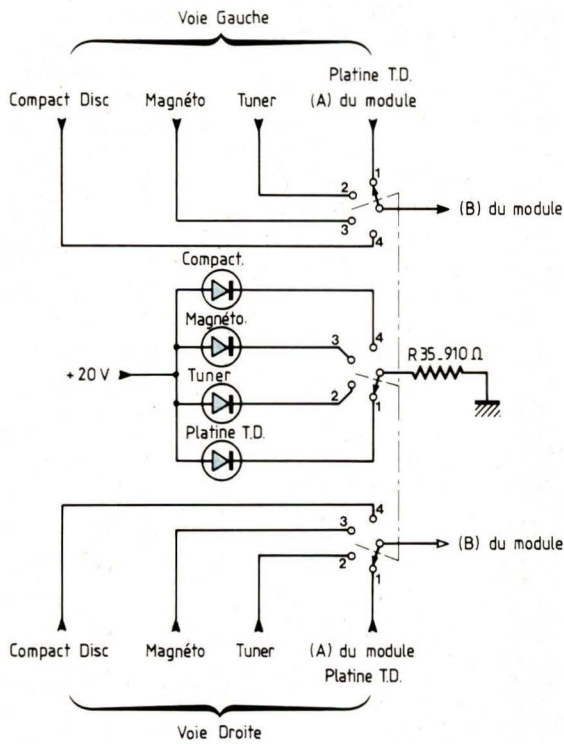 Voie Gauche
Platine T.D.
Compact Disc Magnéto Tuner (A) du module
1
2
3
4
(B) du module
Compact.
Magnéto.
3
4
R35_910 Ω
+20V
Tuner
2
1
Platine T.D.
4
3
2
1
(B) du module
Compact Disc Magnéto Tuner (A) du module
Platine T.D.
Voie Droite